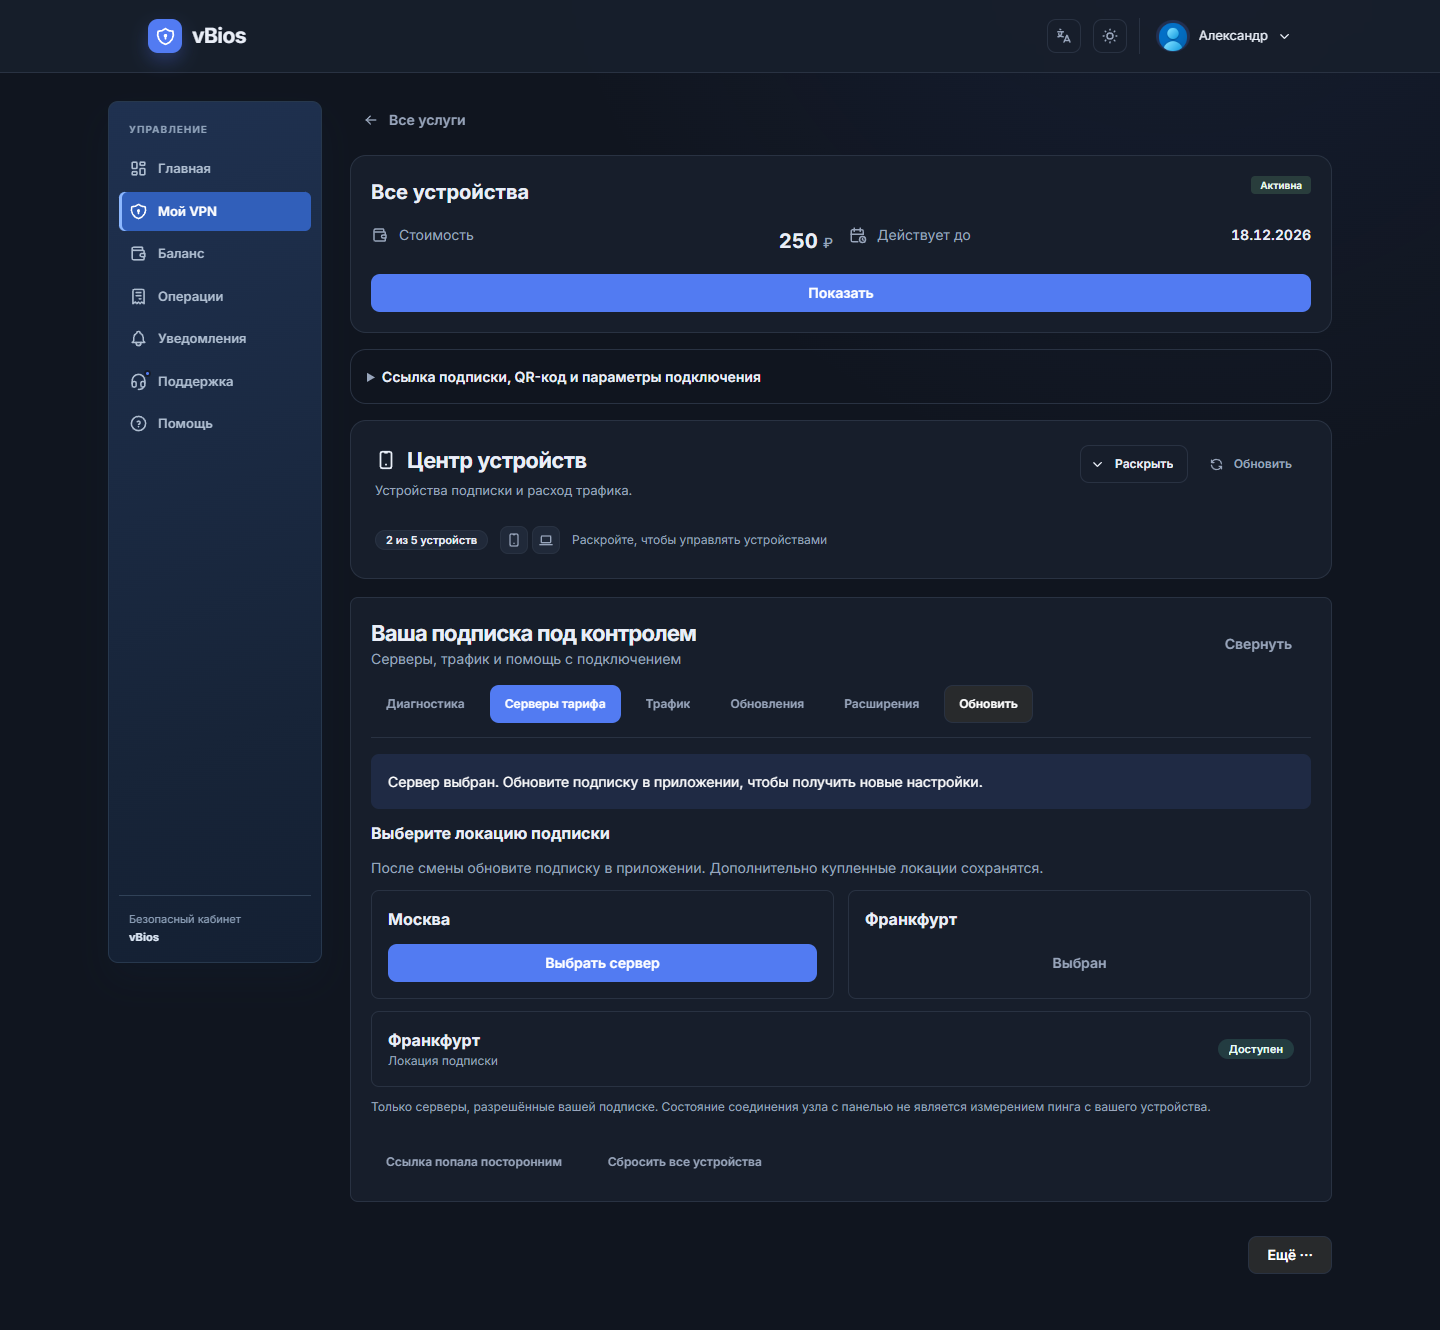 vBios
Александр
УПРАВЛЕНИЕ
Главная
Мой VPN
Баланс
Операции
Уведомления
Поддержка
Помощь
Безопасный кабинет
vBios
Все услуги
Все устройства
Активна
Стоимость
250 ₽
Действует до
18.12.2026
Показать
Ссылка подписки, QR-код и параметры подключения
Центр устройств
Раскрыть
Обновить
Устройства подписки и расход трафика.
2 из 5 устройств
Раскройте, чтобы управлять устройствами
Ваша подписка под контролем
Серверы, трафик и помощь с подключением
Свернуть
Диагностика
Серверы тарифа
Трафик
Обновления
Расширения
Обновить
Сервер выбран. Обновите подписку в приложении, чтобы получить новые настройки.
Выберите локацию подписки
После смены обновите подписку в приложении. Дополнительно купленные локации сохранятся.
Москва
Выбрать сервер
Франкфурт
Выбран
Франкфурт
Локация подписки
Доступен
Только серверы, разрешённые вашей подписке. Состояние соединения узла с панелью не является измерением пинга с вашего устройства.
Ссылка попала посторонним
Сбросить все устройства
Ещё ···